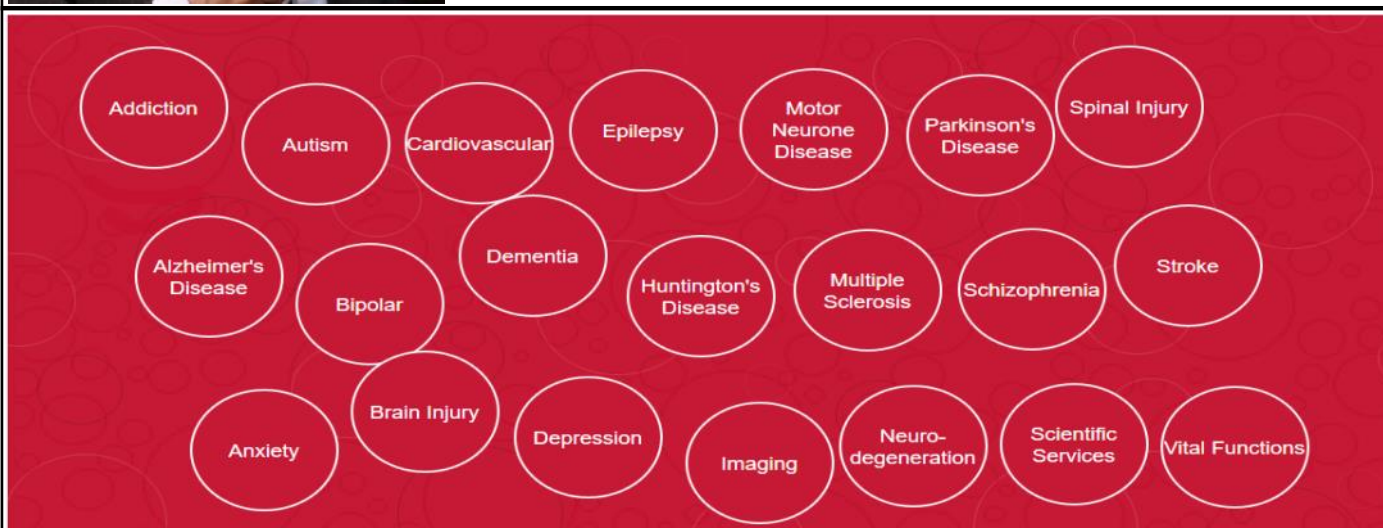 Addiction
Autism
Cardiovascular
Epilepsy
Motor
Neurone
Disease
Parkinson's
Disease
Spinal Injury
Alzheimer's
Disease
Bipolar
Dementia
Huntington's
Disease
Multiple
Sclerosis
Schizophrenia
Stroke
Anxiety
Brain Injury
Depression
Imaging
Neuro-
degeneration
Scientific
Services
Vital Functions